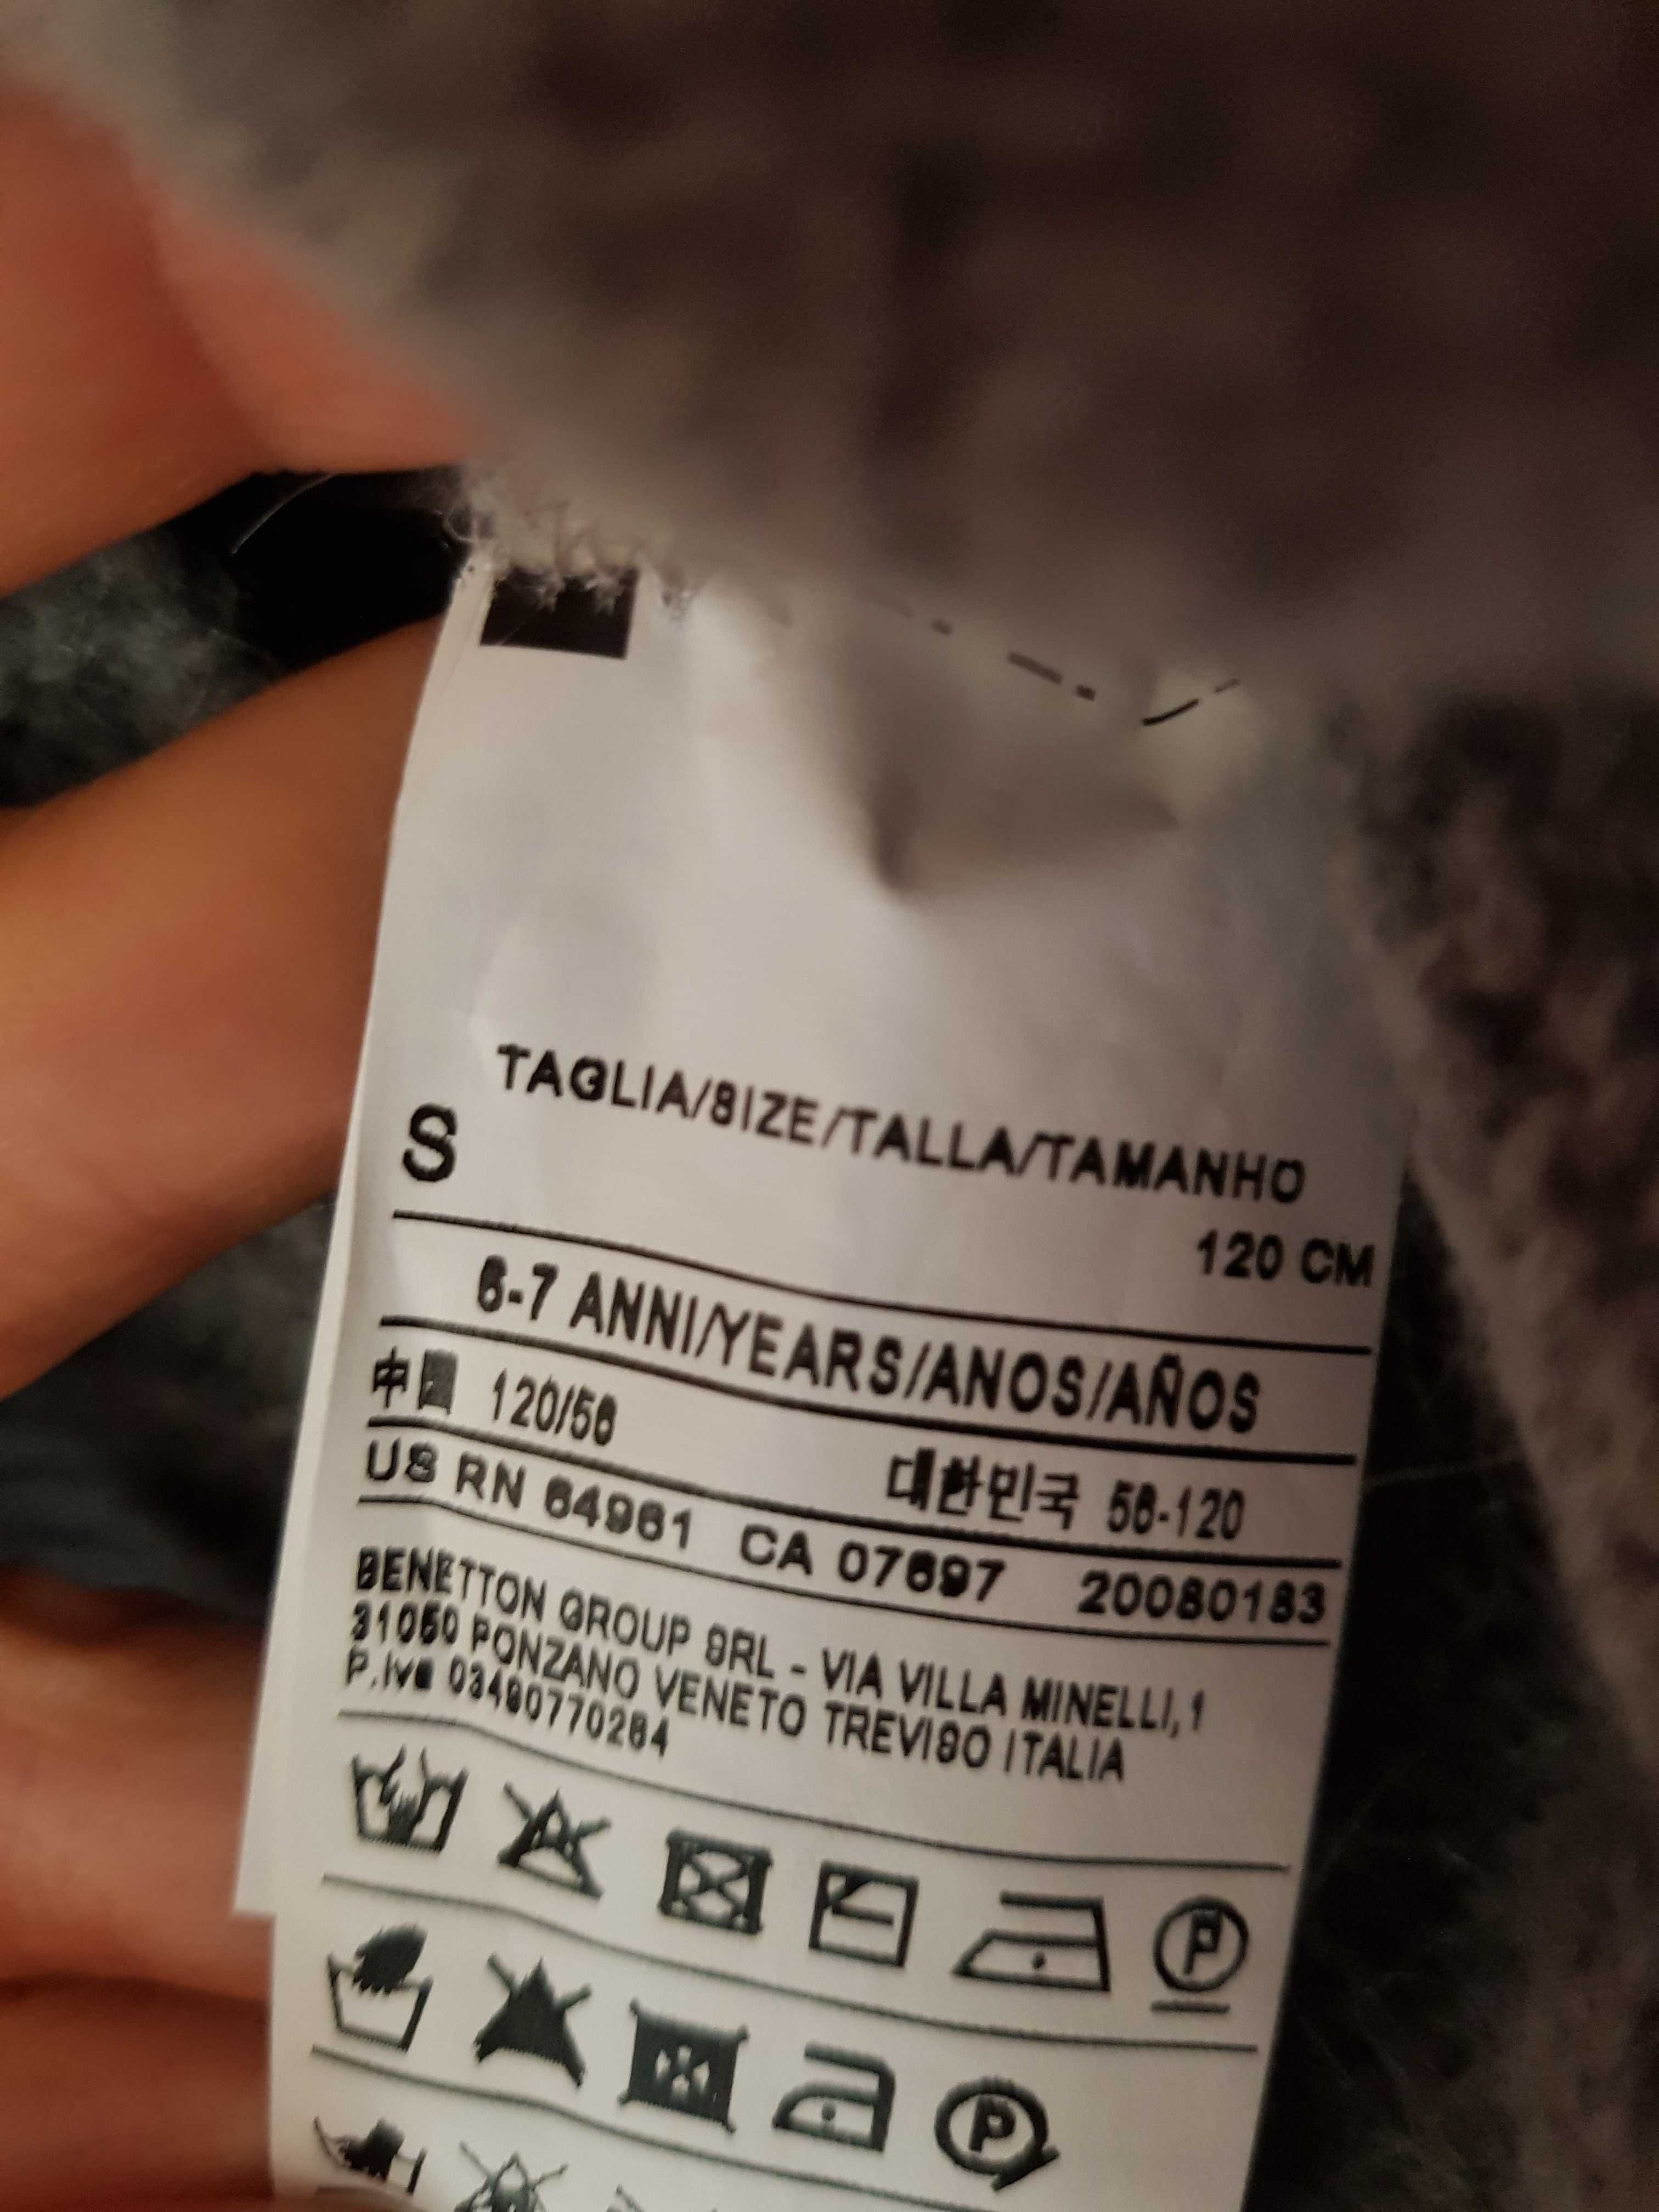 TAGLIA/SIZE/TALLA/TAMANHO
S
120 CM
6-7 ANNI/YEARS/ANOS/AÑOS
中國 120/56 대한민국 56-120
US RN 64961 CA 07697 20080183
BENETTON GROUP SRL - VIA VILLA MINELLI,1
31050 PONZANO VENETO TREVISO ITALIA
P.Iva 03490770264
P
P